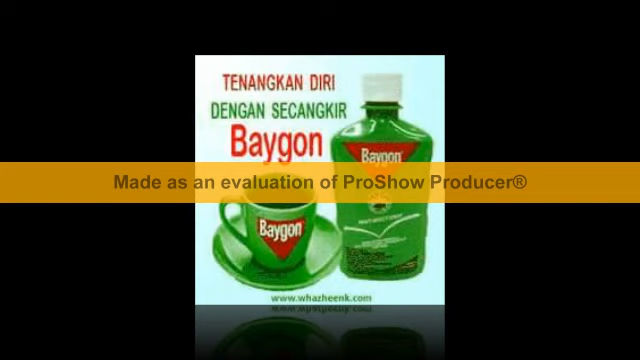 TENANGKAN DIRI
DENGAN SECANGKIR
Baygon
Baygon
Made as an evaluation of ProShow Producer®
Baygon
www.whazheenk.com